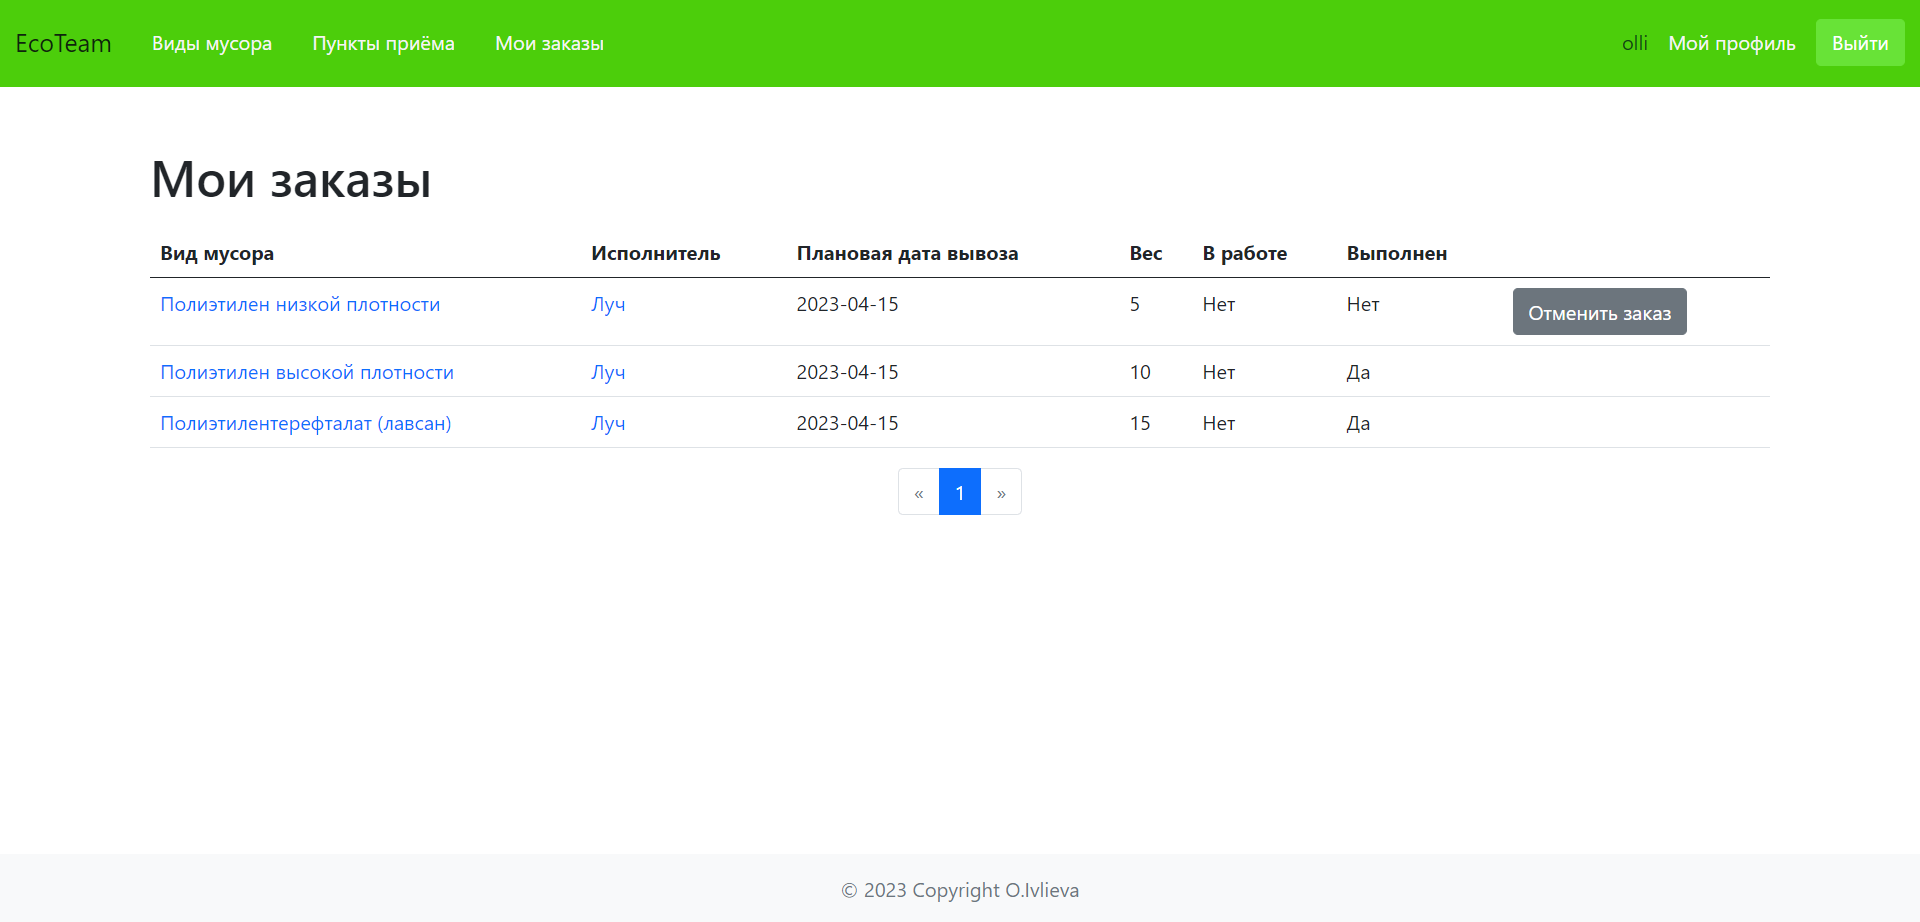 EcoTeam Виды мусора Пункты приёма Мои заказы olli Мой профиль Выйти
Мои заказы
Вид мусора Исполнитель Плановая дата вывоза Вес В работе Выполнен
Полиэтилен низкой плотности Луч 2023-04-15 5 Нет Нет Отменить заказ
Полиэтилен высокой плотности Луч 2023-04-15 10 Нет Да
Полиэтилентерефталат (лавсан) Луч 2023-04-15 15 Нет Да
« 1 »
© 2023 Copyright O.Ivlieva